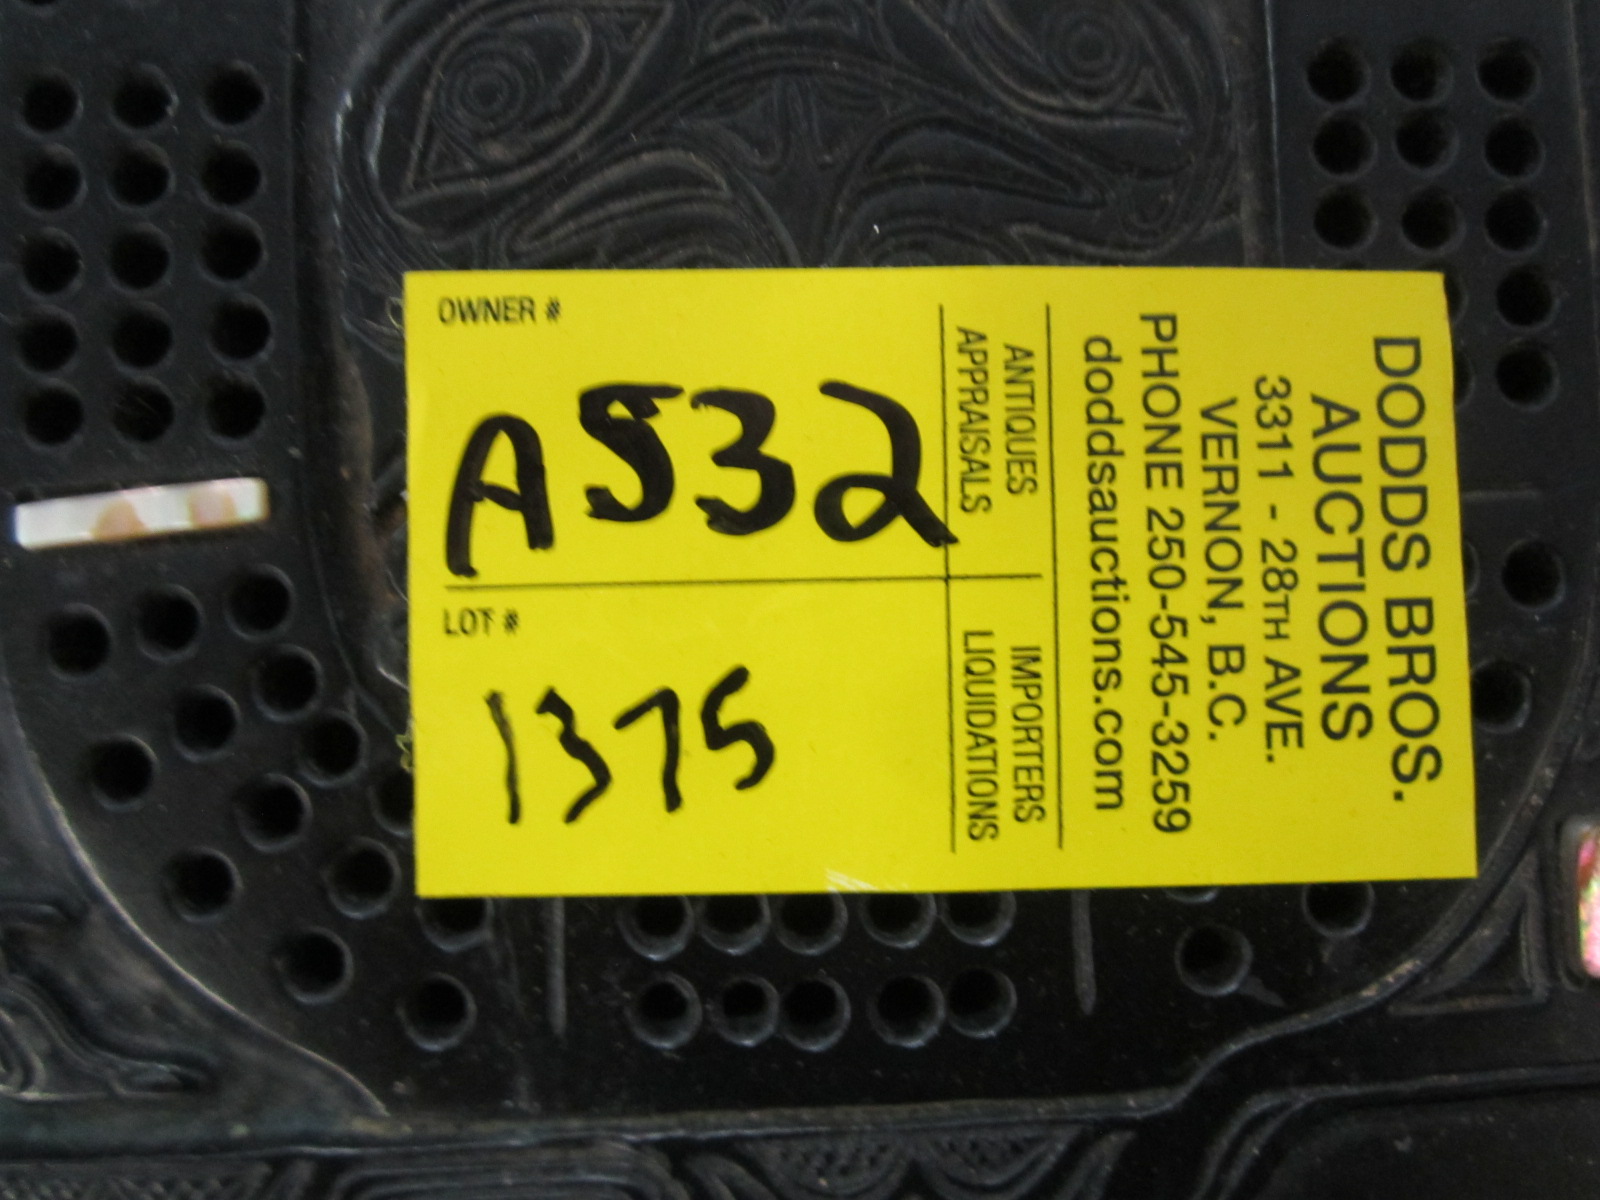 OWNER #
A532
LOT #
1375
ANTIQUES
APPRAISALS
IMPORTERS
LIQUIDATIONS
DODDS BROS.
AUCTIONS
3311 - 28TH AVE.
VERNON, B.C.
PHONE 250-545-3259
doddsauctions.com